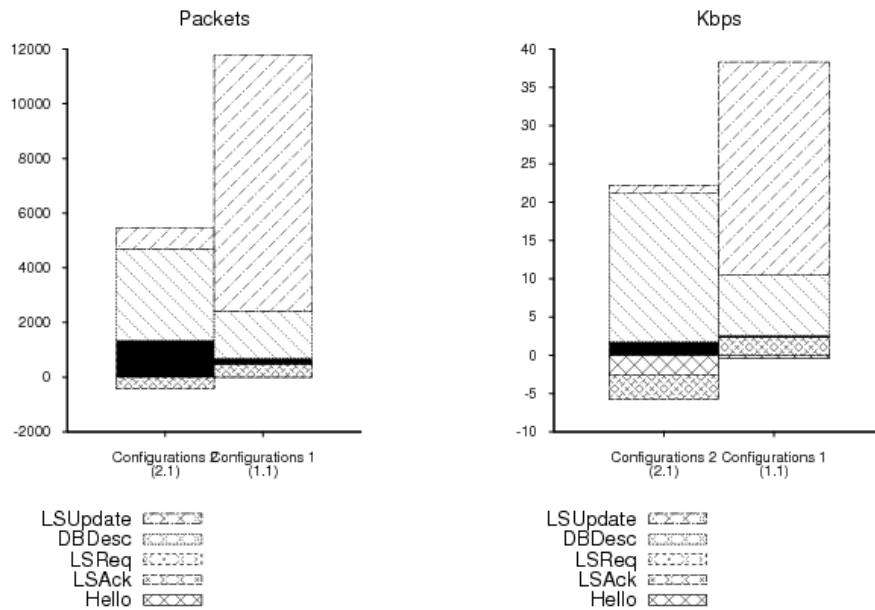 Packets
12000
10000
8000
6000
4000
2000
0
-2000
Configurations 2 Configurations 1
(2.1) (1.1)
LSUpdate
DBDesc
LSReq
LSAck
Hello
Kbps
40
35
30
25
20
15
10
5
0
-5
-10
Configurations 2 Configurations 1
(2.1) (1.1)
LSUpdate
DBDesc
LSReq
LSAck
Hello